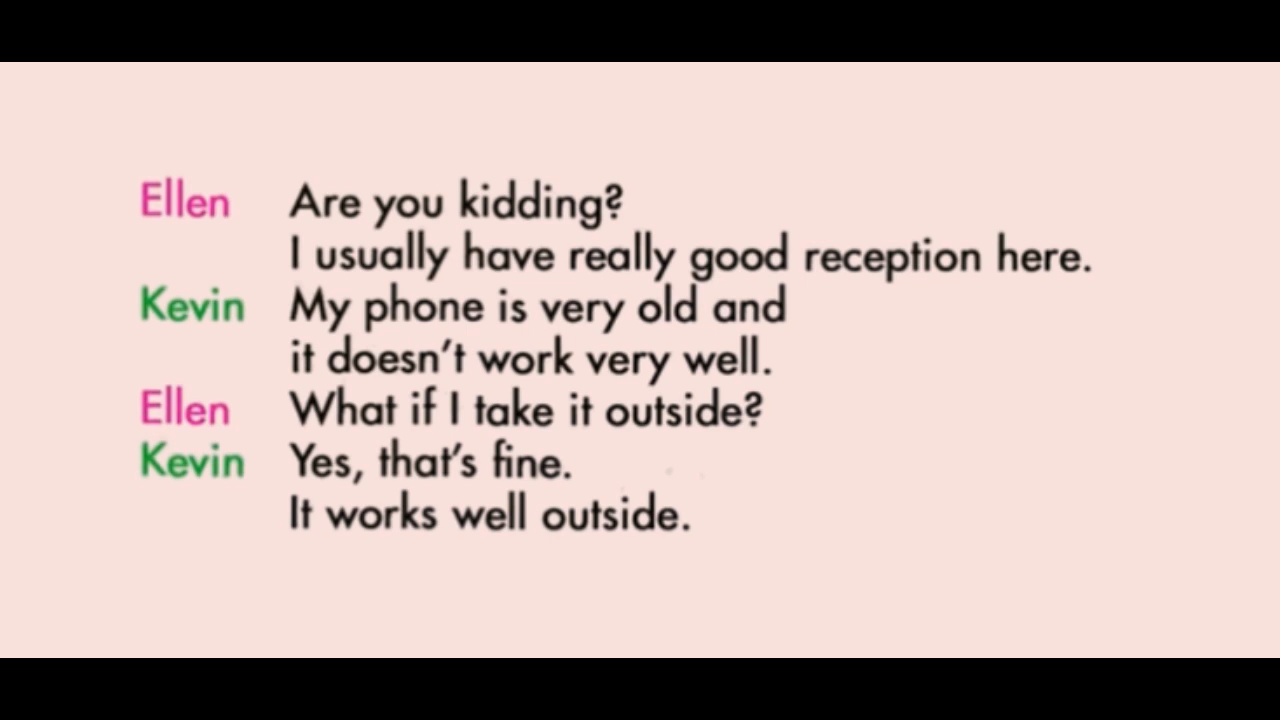 Ellen Are you kidding?
I usually have really good reception here.
Kevin My phone is very old and
it doesn't work very well.
Ellen What if I take it outside?
Kevin Yes, that's fine.
It works well outside.